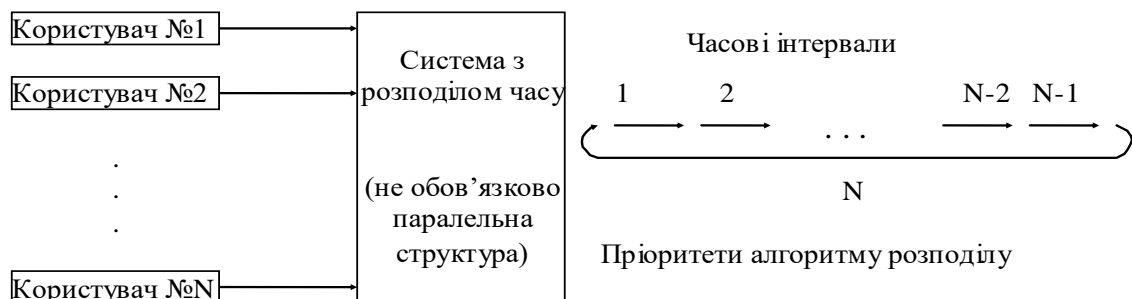 Користувач №1
Користувач №2
.
.
.
Користувач №N
Система з
розподілом часу
(не обов’язково
паралельна
структура)
Часові інтервали
1 2 N-2 N-1
. . .
N
Пріоритети алгоритму розподілу